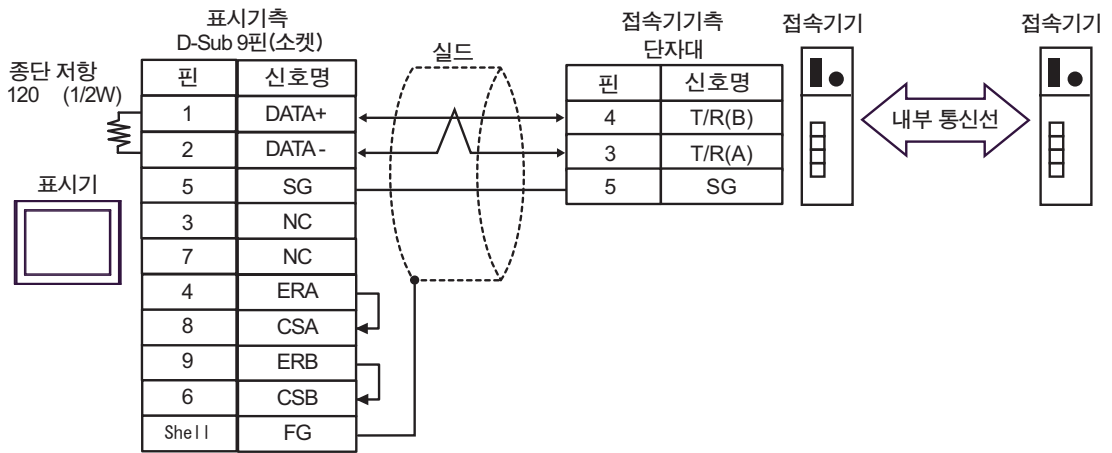 표시기측
D-Sub 9핀(소켓)
종단 저항
120 (1/2W)
표시기
핀 신호명
1 DATA+
2 DATA-
5 SG
3 NC
7 NC
4 ERA
8 CSA
9 ERB
6 CSB
Shell FG
실드
접속기기측
단자대
핀 신호명
4 T/R(B)
3 T/R(A)
5 SG
접속기기
내부 통신선
접속기기